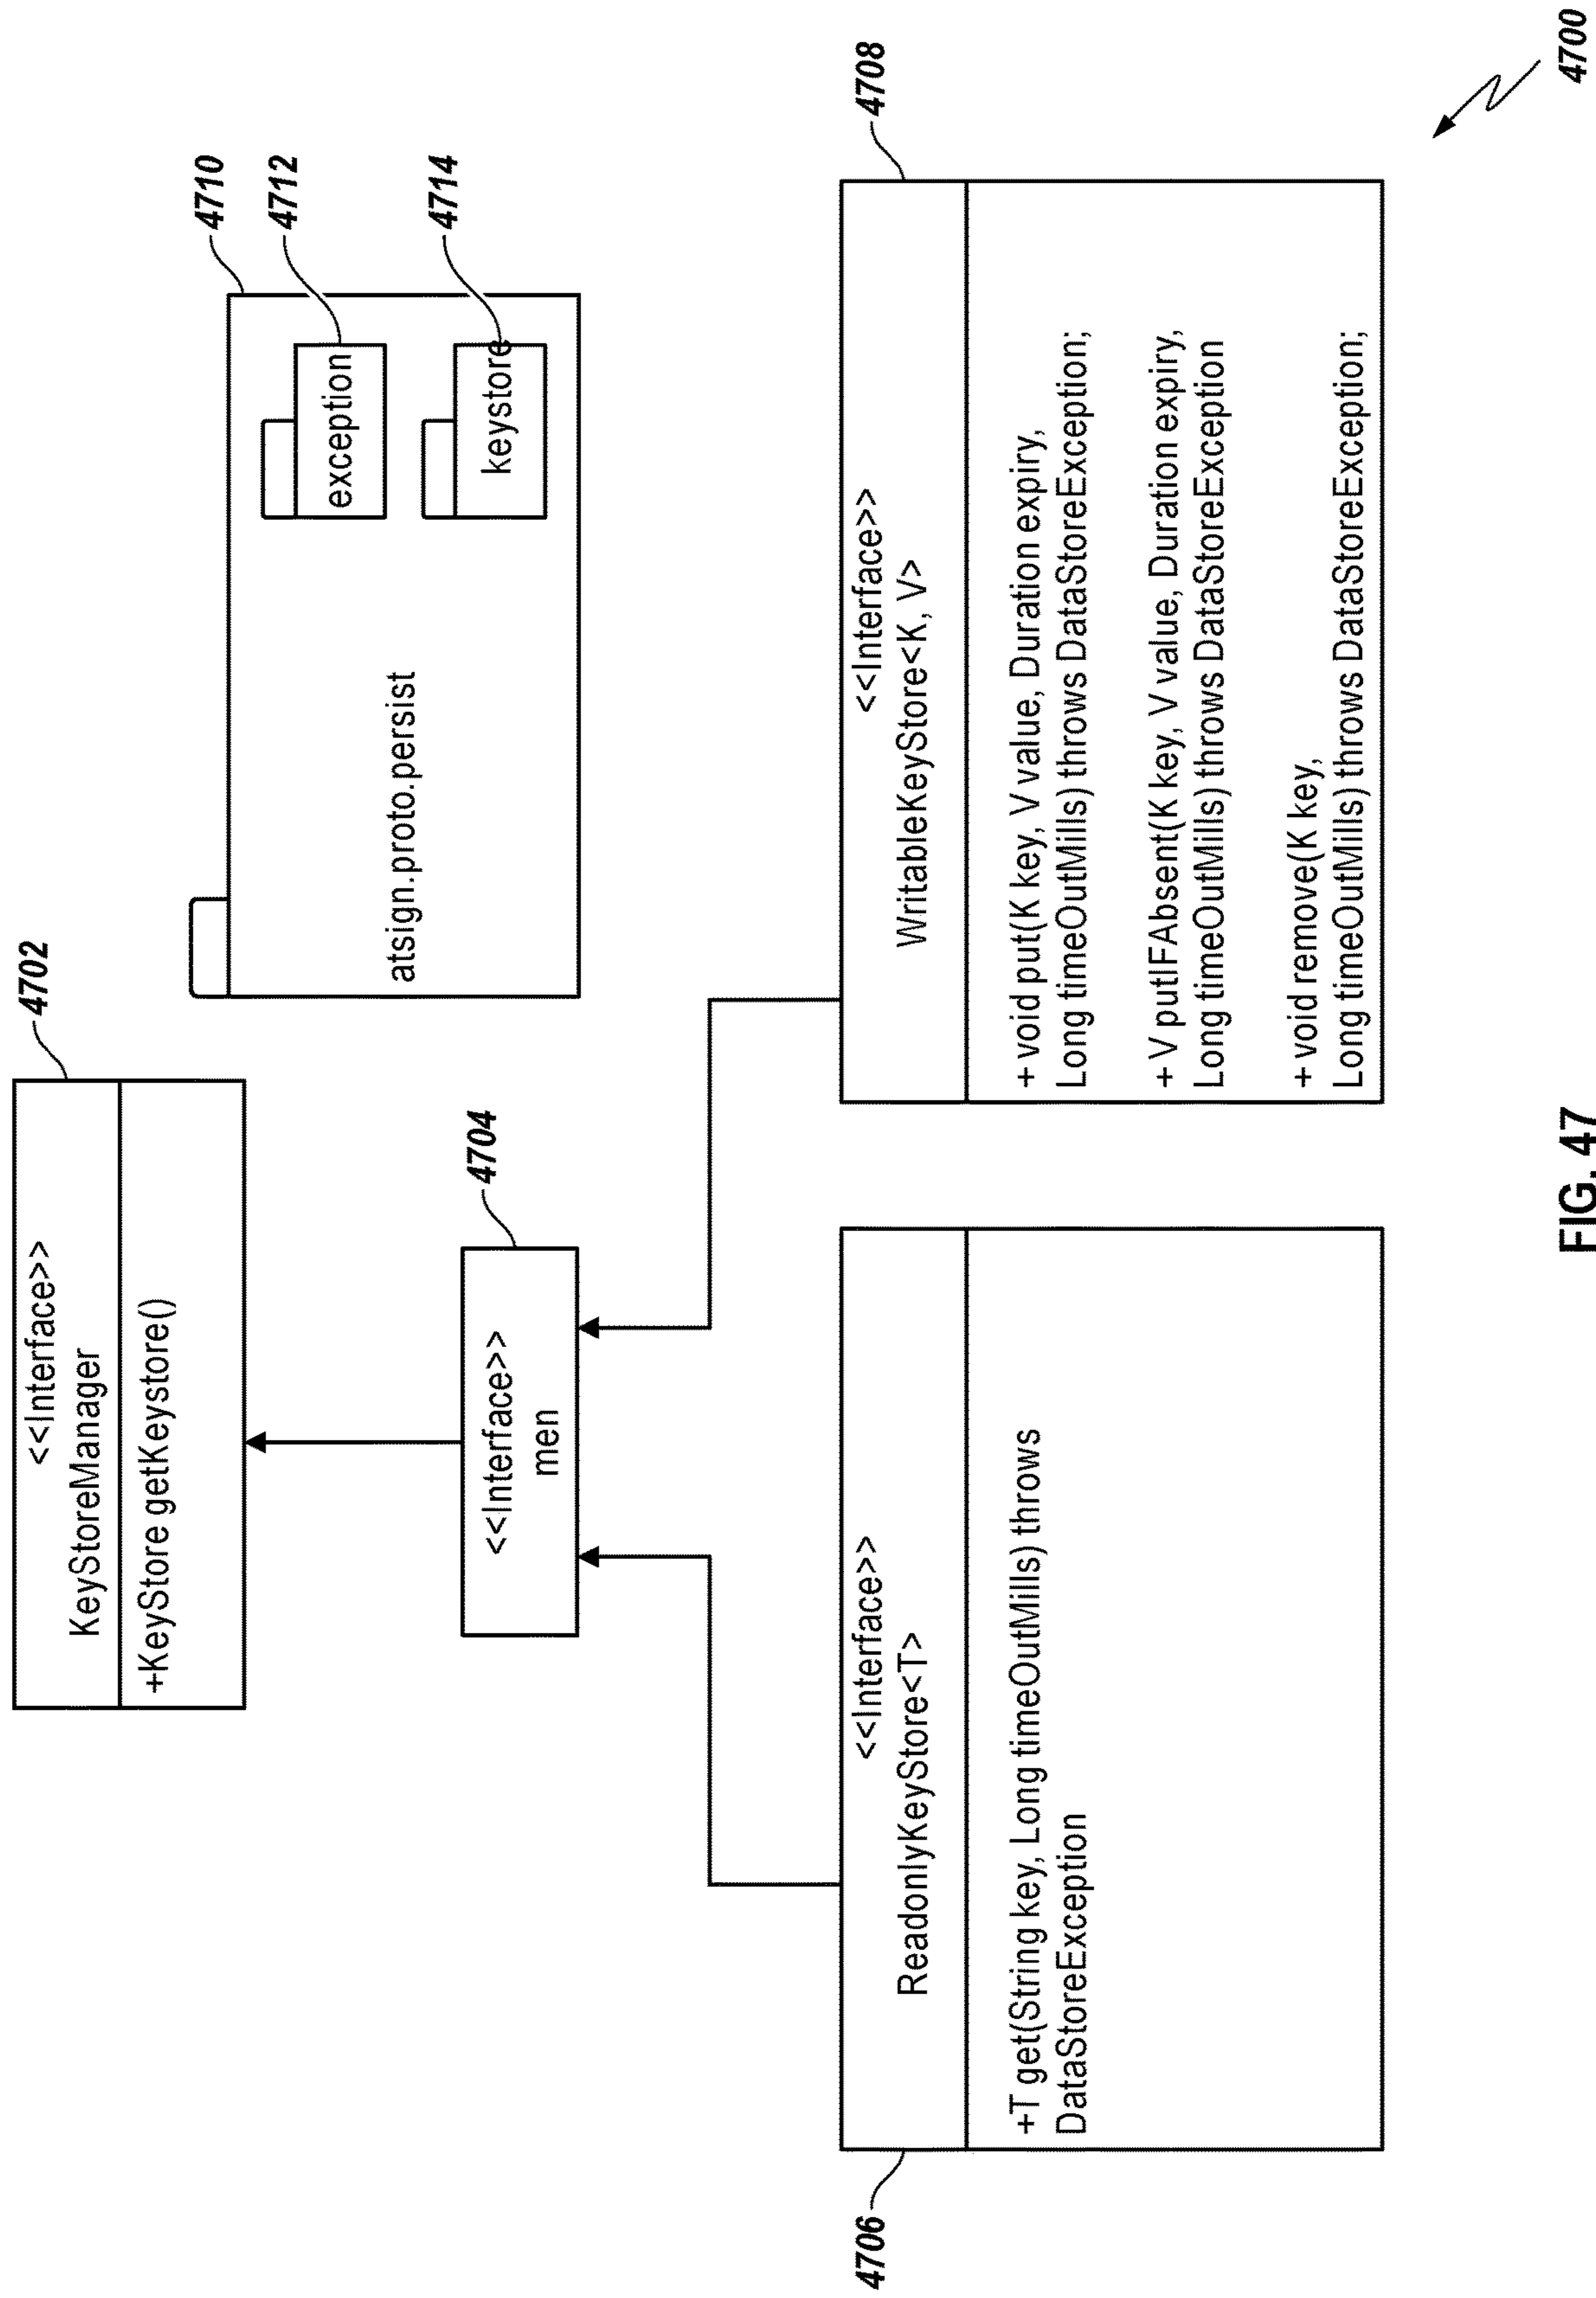 4702
<<Interface>>
KeyStoreManager
+KeyStore getKeystore()
4710
4712
4714
exception
keystore
atsign.proto.persist
4704
<<Interface>>
men
4706
<<Interface>>
ReadonlyKeyStore<T>
+T get(String key, Long timeOutMills) throws
DataStoreException
4708
<<Interface>>
WritableKeyStore<K, V>
+ void put(K key, V value, Duration expiry,
Long timeOutMills) throws DataStoreException;
+ V putIFAbsent(K key, V value, Duration expiry,
Long timeOutMills) throws DataStoreException
+ void remove(K key,
Long timeOutMills) throws DataStoreException;
4700
FIG. 47